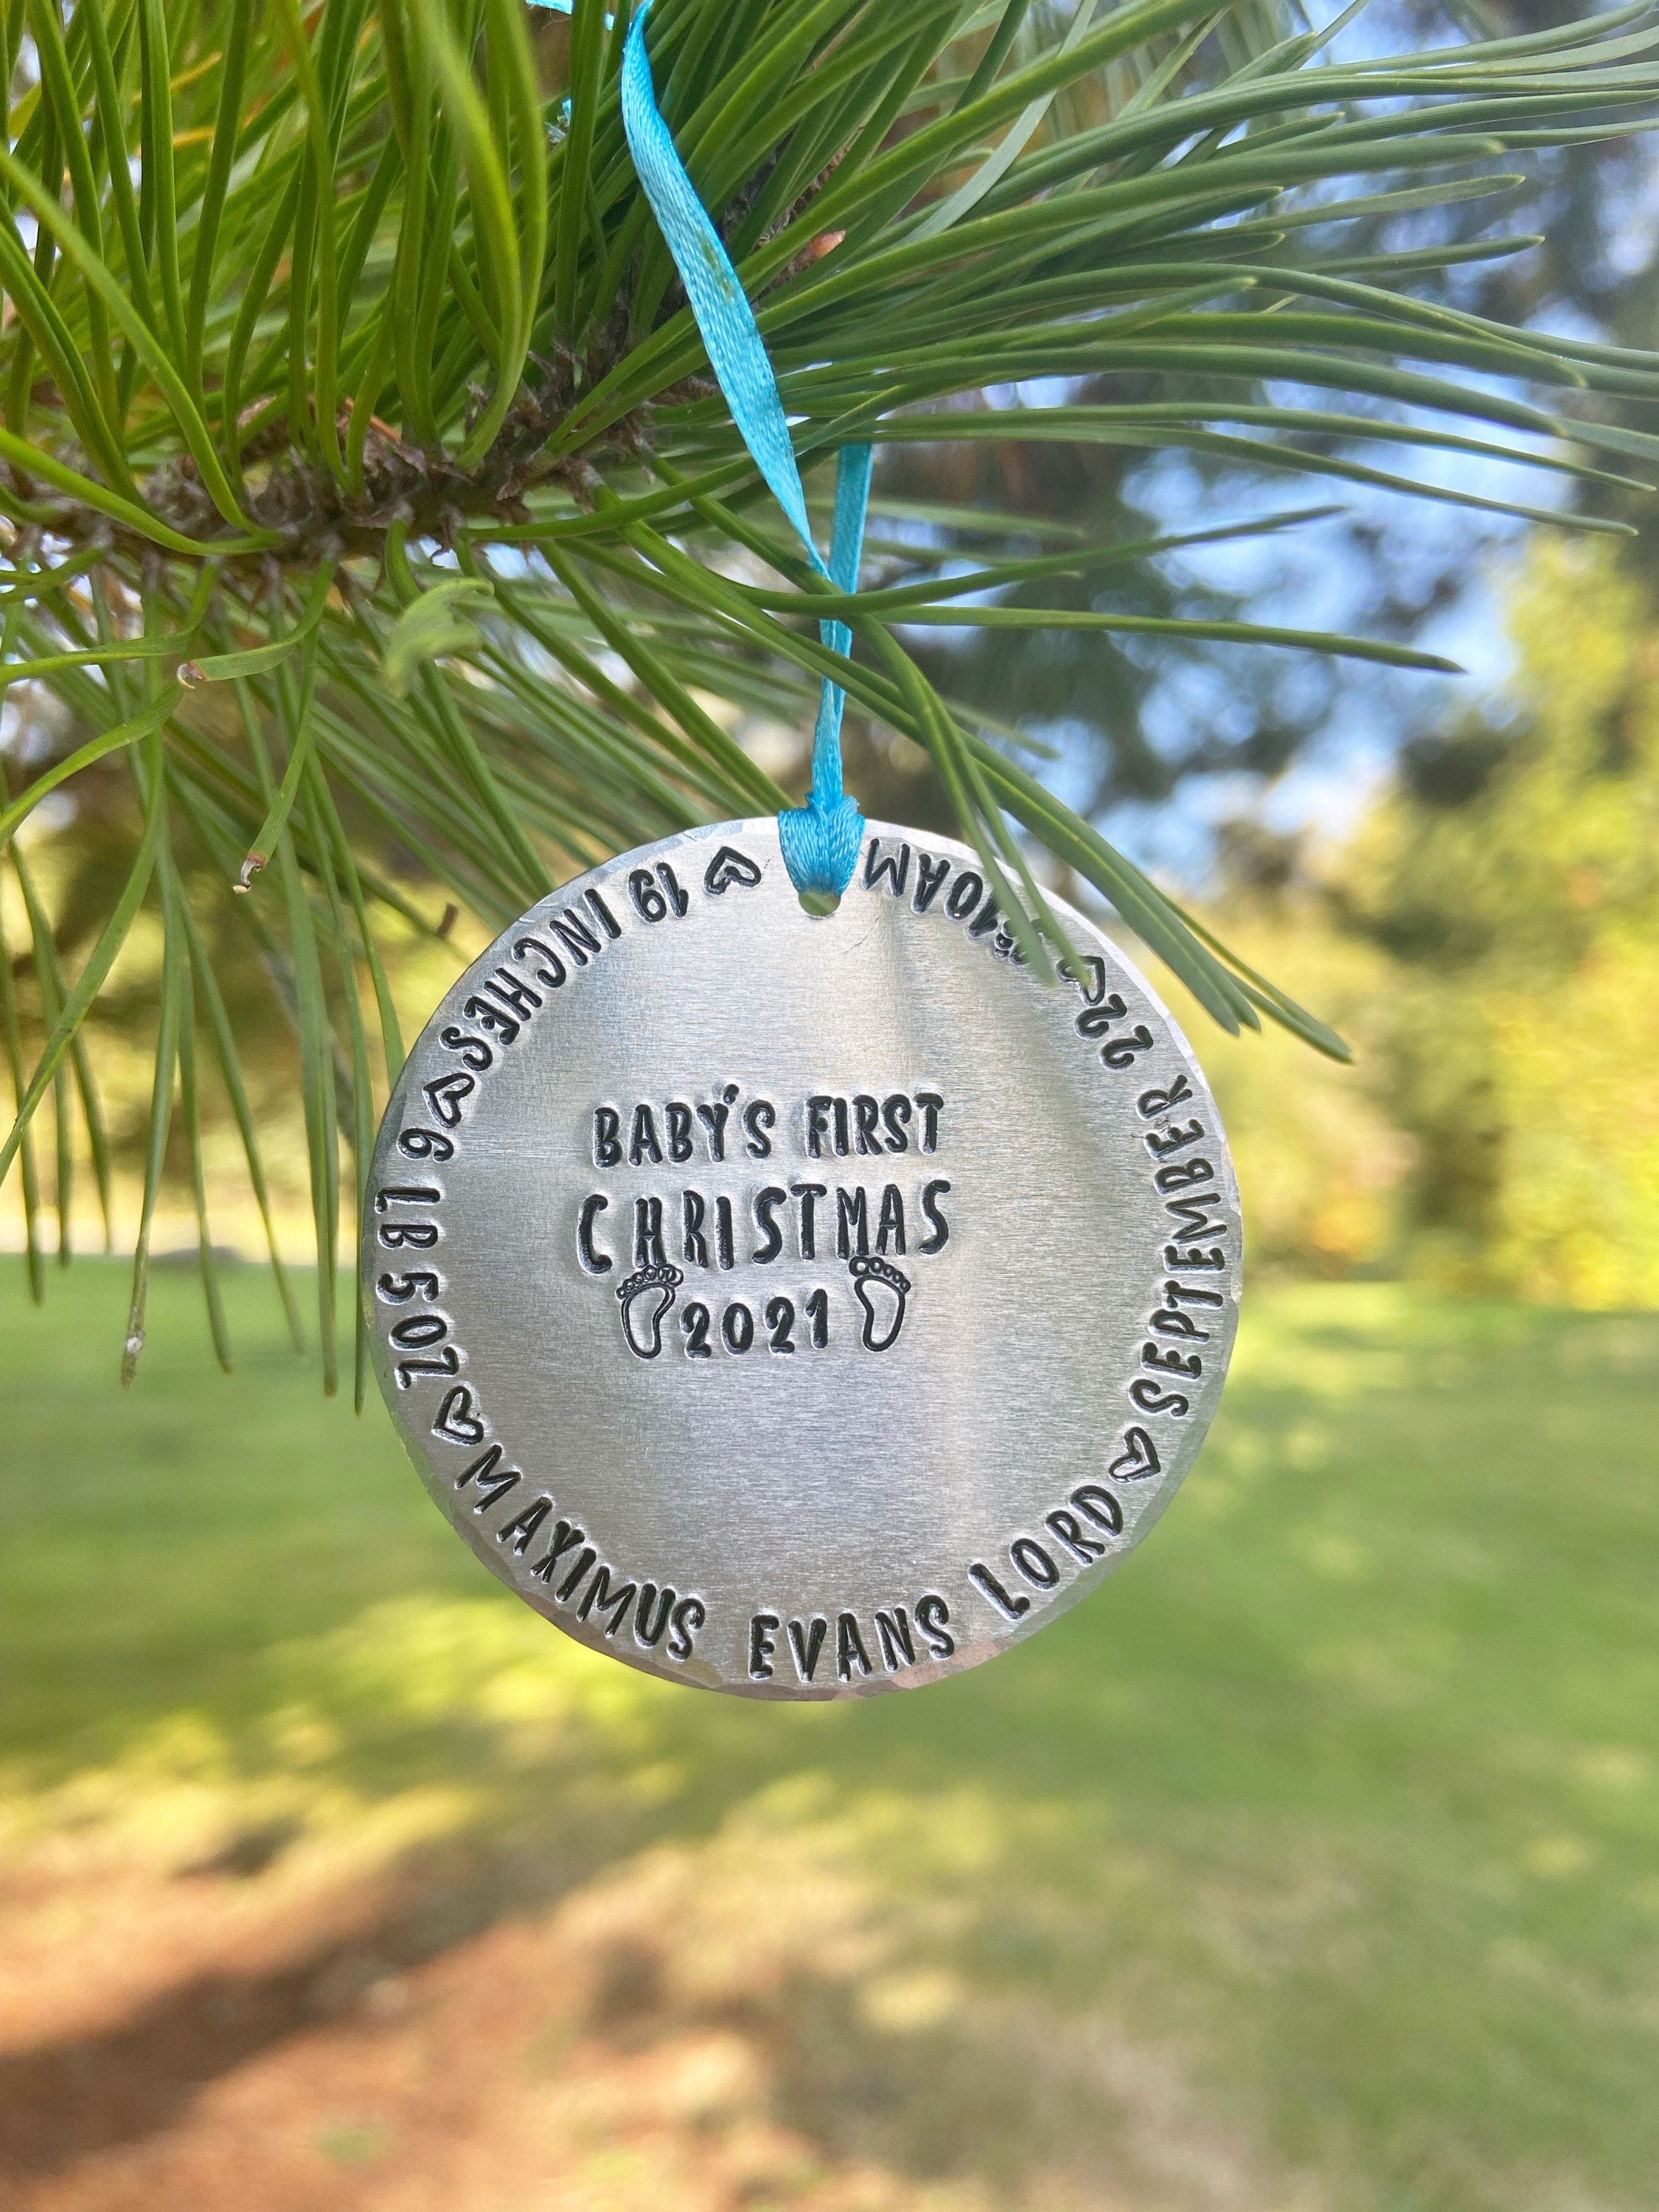 BABY'S FIRST
CHRISTMAS
2021
MAXIMUS EVANS LORD ♡ SEPTEMBER 22 ♡ ♡ 19 INCHES ♡ 6 LB 5 OZ ♡